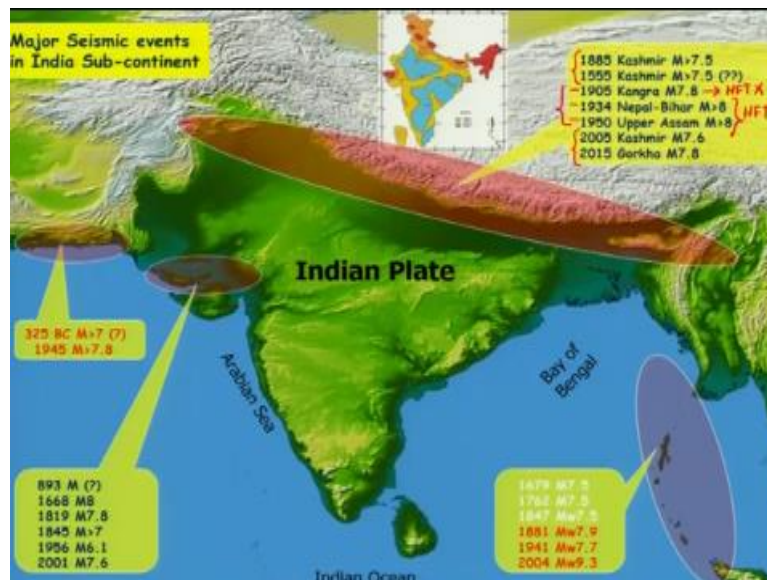 Major Seismic events
in India Sub-continent
1885 Kashmir M>7.5
1555 Kashmir M>7.5 (??)
1905 Kangra M7.8 → HFT X
1934 Nepal-Bihar M>8
1950 Upper Assam M>8
HFT
2005 Kashmir M7.6
2015 Gorkha M7.8
Indian Plate
325 BC M>7 (?)
1945 M>7.8
Arabian Sea
Bay of
Bengal
893 M (?)
1668 M8
1819 M7.8
1845 M>7
1956 M6.1
2001 M7.6
1679 M7.5
1762 M7.5
1847 Mw7.5
1881 Mw7.9
1941 Mw7.7
2004 Mw9.3
Indian Ocean